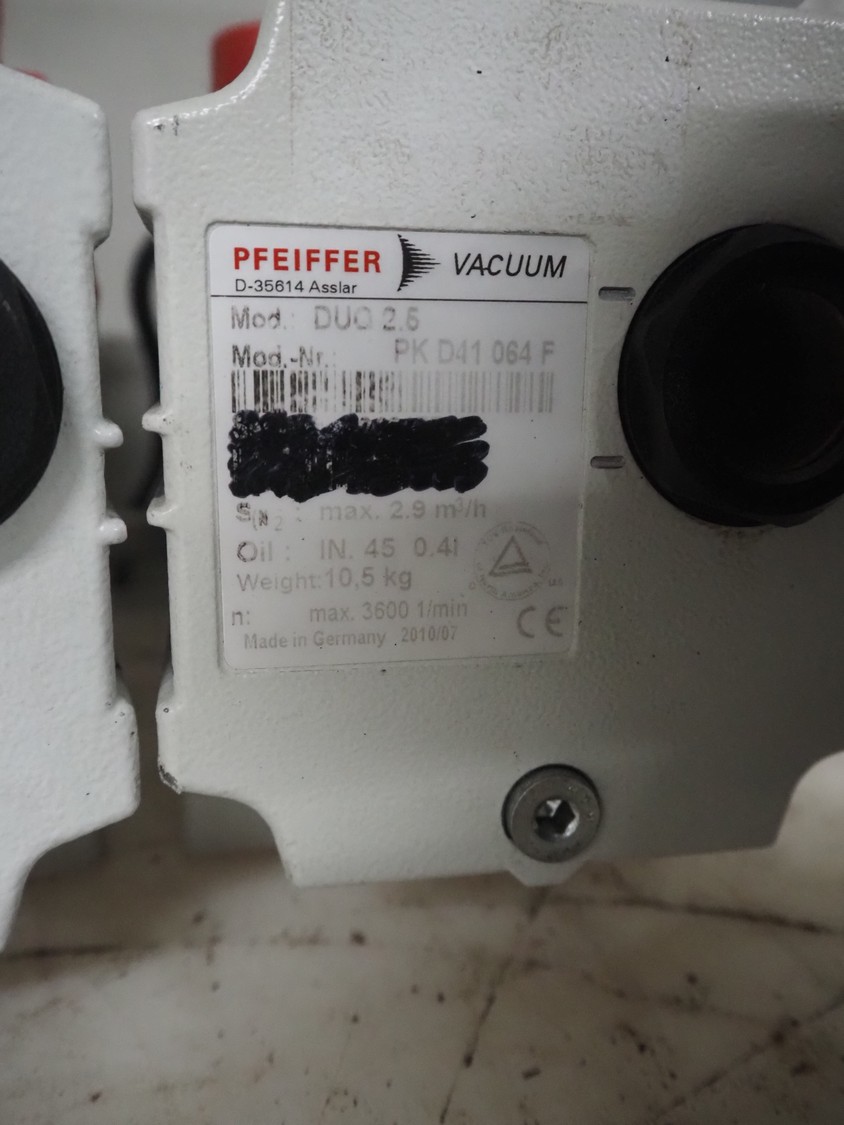 PFEIFFER VACUUM
D-35614 Asslar
Mod.: DUO 2.5
Mod.-Nr.: PK D41 064 F
S(N2 : max. 2.9 m³/h
Oil : IN. 45 0.4l
Weight: 10,5 kg
n: max. 3600 1/min
Made in Germany 2010/07
CE